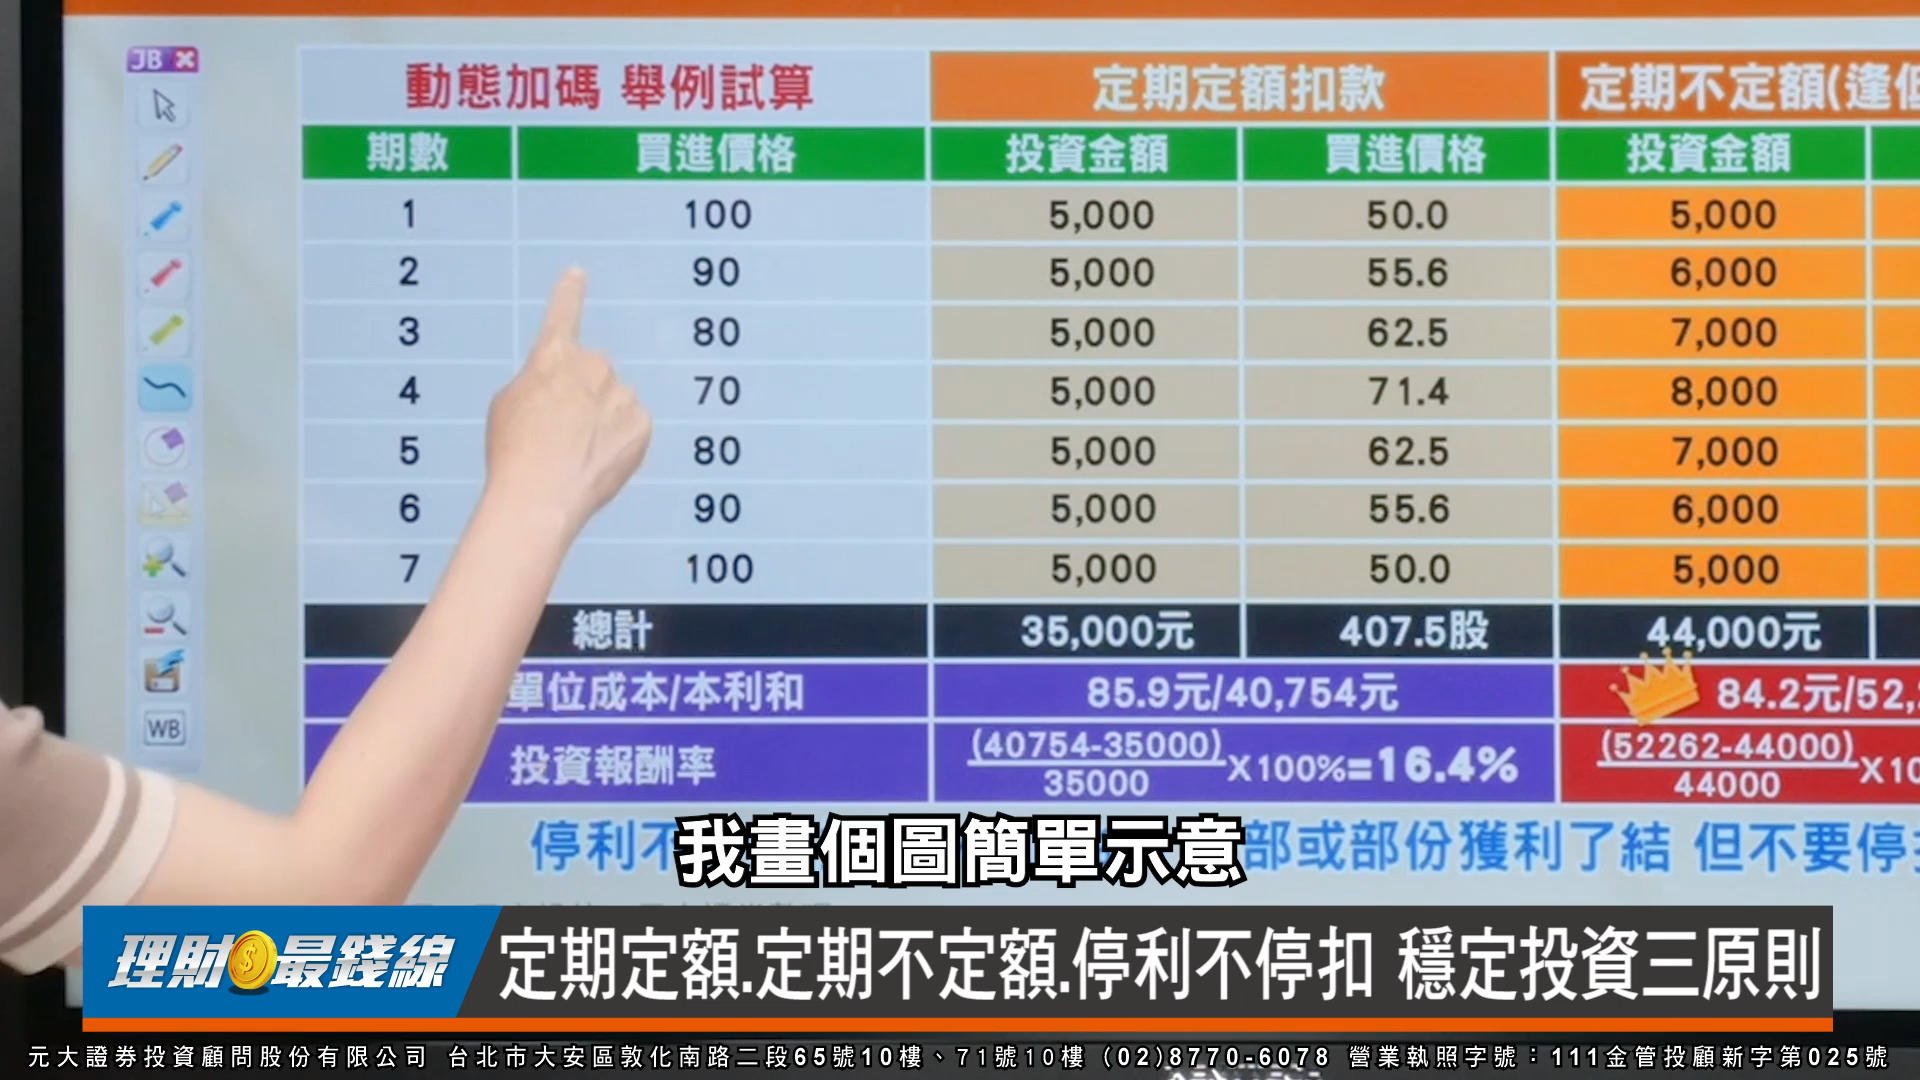 JB
動態加碼 舉例試算 定期定額扣款 定期不定額(逢低
期數 買進價格 投資金額 買進價格 投資金額
1 100 5,000 50.0 5,000
2 90 5,000 55.6 6,000
3 80 5,000 62.5 7,000
4 70 5,000 71.4 8,000
5 80 5,000 62.5 7,000
6 90 5,000 55.6 6,000
7 100 5,000 50.0 5,000
總計 35,000元 407.5股 44,000元
單位成本/本利和 85.9元/40,754元 84.2元/52,
WB
投資報酬率 (40754-35000) X100%=16.4% (52262-44000) X10
35000 44000
停利不 部或部份獲利了結 但不要停
我畫個圖簡單示意
理財最錢線 定期定額.定期不定額.停利不停扣 穩定投資三原則
元大證券投資顧問股份有限公司 台北市大安區敦化南路二段65號10樓、71號10樓 (02)8770-6078 營業執照字號：111金管投顧新字第025號